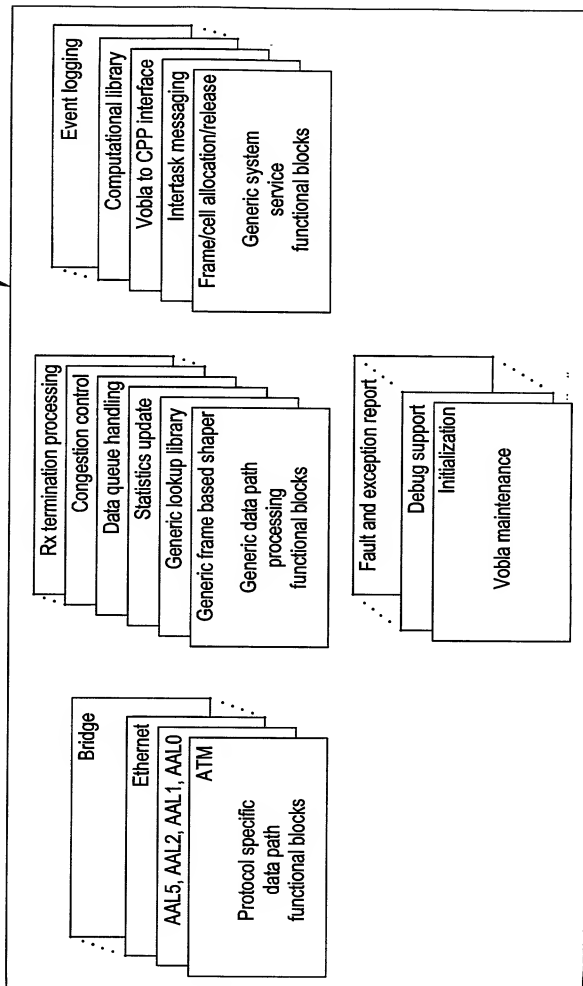 Bridge
Ethernet
AAL5, AAL2, AAL1, AAL0
ATM
Protocol specific
data path
functional blocks
Rx termination processing
Congestion control
Data queue handling
Statistics update
Generic lookup library
Generic frame based shaper
Generic data path
processing
functional blocks
Event logging
Computational library
Vobla to CPP interface
Intertask messaging
Frame/cell allocation/release
Generic system
service
functional blocks
Fault and exception report
Debug support
Initialization
Vobla maintenance